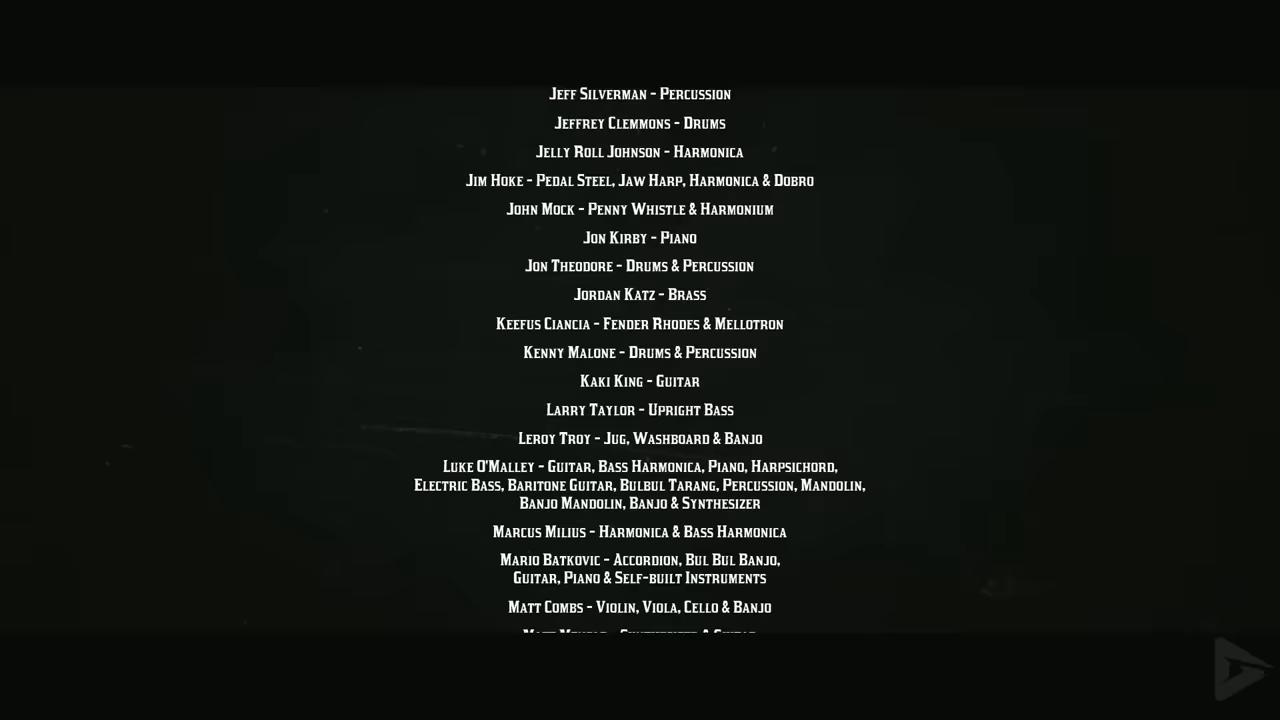 Jeff Silverman - Percussion
Jeffrey Clemmons - Drums
Jelly Roll Johnson - Harmonica
Jim Hoke - Pedal Steel, Jaw Harp, Harmonica & Dobro
John Mock - Penny Whistle & Harmonium
Jon Kirby - Piano
Jon Theodore - Drums & Percussion
Jordan Katz - Brass
Keefus Ciancia - Fender Rhodes & Mellotron
Kenny Malone - Drums & Percussion
Kaki King - Guitar
Larry Taylor - Upright Bass
Leroy Troy - Jug, Washboard & Banjo
Luke O'Malley - Guitar, Bass Harmonica, Piano, Harpsichord,
Electric Bass, Baritone Guitar, Bulbul Tarang, Percussion, Mandolin,
Banjo Mandolin, Banjo & Synthesizer
Marcus Milius - Harmonica & Bass Harmonica
Mario Batkovic - Accordion, Bul Bul Banjo,
Guitar, Piano & Self-built Instruments
Matt Combs - Violin, Viola, Cello & Banjo